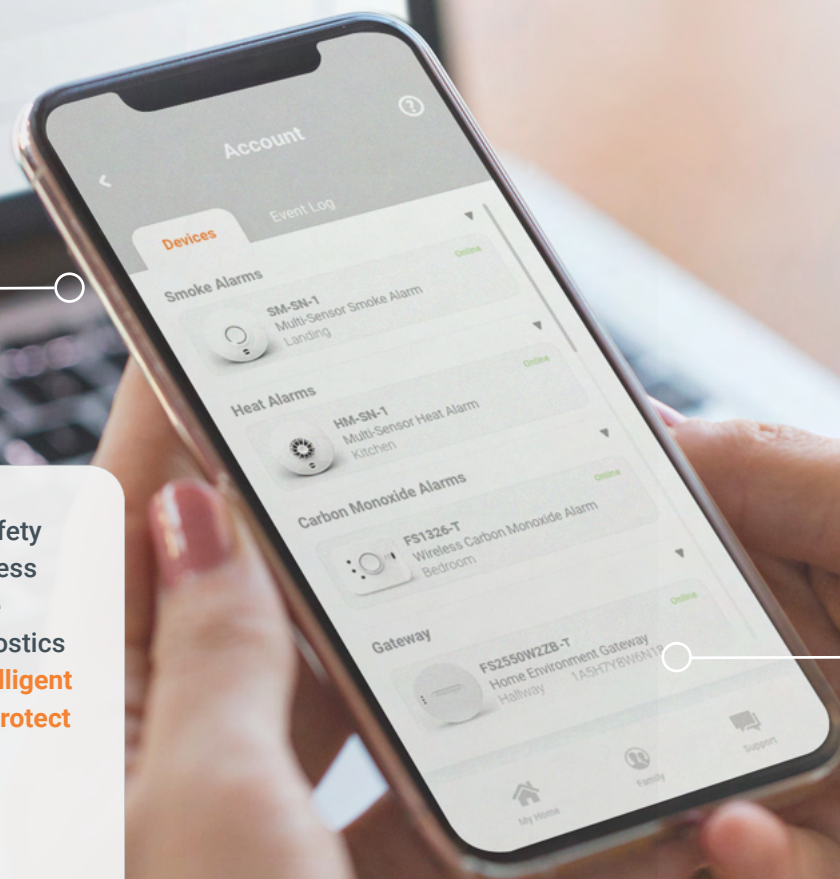 Account
Devices
Event Log
Smoke Alarms
Online
SM-SN-1
Multi-Sensor Smoke Alarm
Landing
Heat Alarms
Online
HM-SN-1
Multi-Sensor Heat Alarm
Kitchen
Carbon Monoxide Alarms
Online
FS1326-T
Wireless Carbon Monoxide Alarm
Bedroom
Gateway
Online
FS2550W2ZB-T
Home Environment Gateway
Hallway
My Home
Family
Support
fety
ess
ostics
lligent
rotect